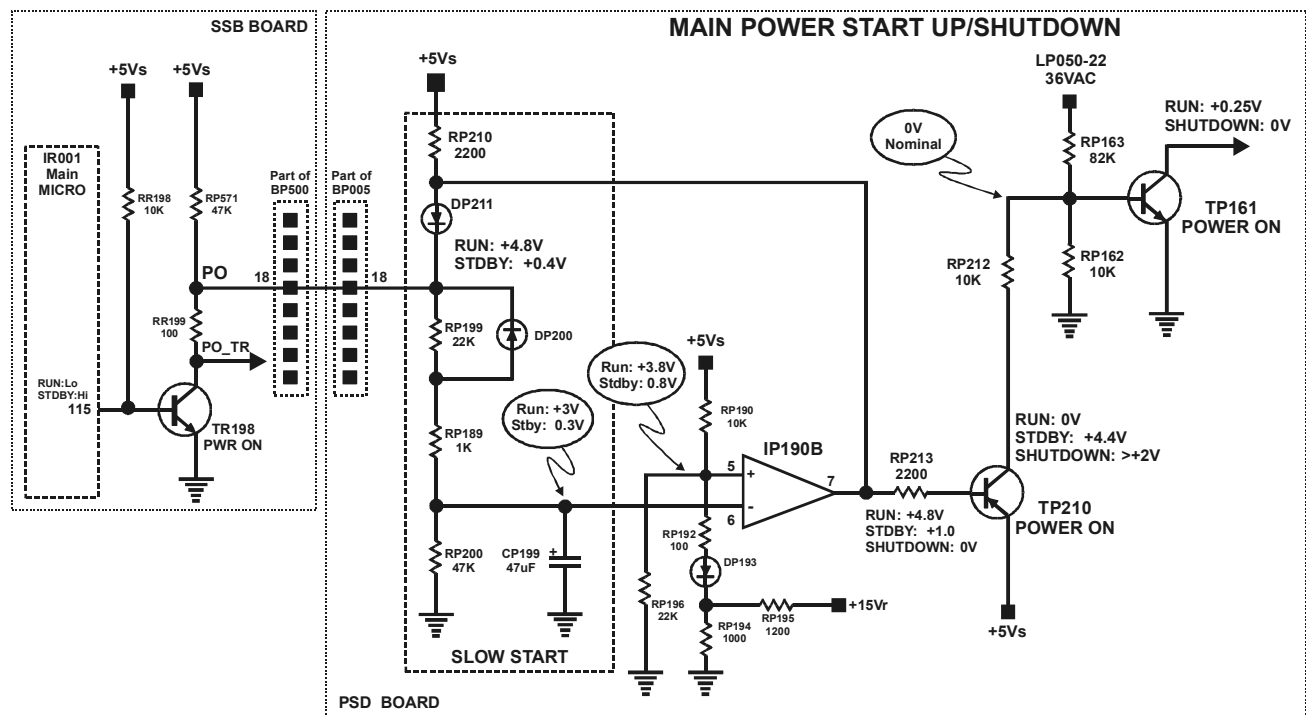 SSB BOARD
MAIN POWER START UP/SHUTDOWN
+5Vs
+5Vs
IR001
Main
MICRO
RR198
10K
RP571
47K
Part of
BP500
Part of
BP005
PO
18
18
RR199
100
PO_TR
RUN:Lo
STDBY:Hi
115
TR198
PWR ON
+5Vs
RP210
2200
DP211
RUN: +4.8V
STDBY: +0.4V
RP199
22K
DP200
RP189
1K
Run: +3V
Stby: 0.3V
RP200
47K
+
CP199
47uF
SLOW START
Run: +3.8V
Stdby: 0.8V
+5Vs
RP190
10K
IP190B
5
+
6
-
7
RP192
100
DP193
RP196
22K
RP194
1000
RP195
1200
+15Vr
RP213
2200
RUN: +4.8V
STDBY: +1.0
SHUTDOWN: 0V
0V
Nominal
LP050-22
36VAC
RP163
82K
RUN: +0.25V
SHUTDOWN: 0V
TP161
POWER ON
RP212
10K
RP162
10K
RUN: 0V
STDBY: +4.4V
SHUTDOWN: >+2V
TP210
POWER ON
+5Vs
PSD BOARD